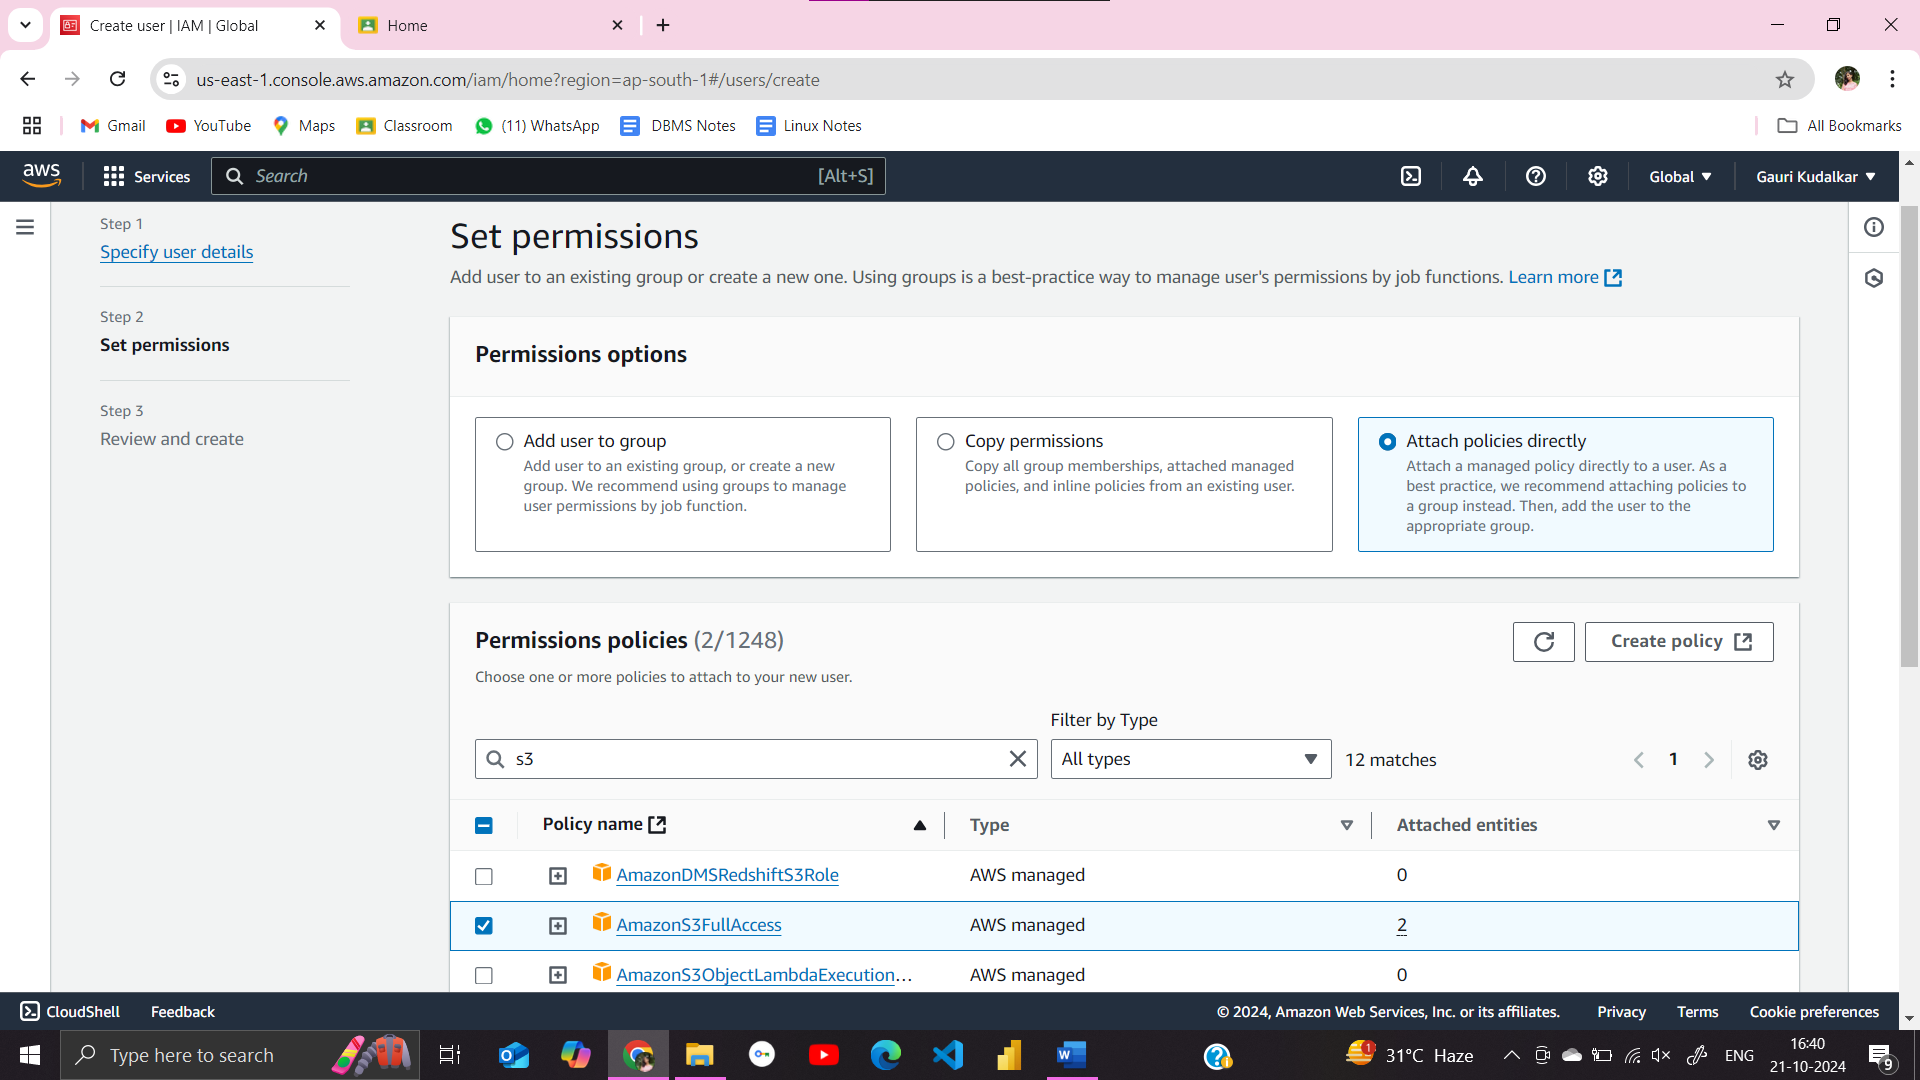 Create user | IAM | Global
Home
us-east-1.console.aws.amazon.com/iam/home?region=ap-south-1#/users/create
Gmail
YouTube
Maps
Classroom
(11) WhatsApp
DBMS Notes
Linux Notes
All Bookmarks
aws
Services
Search
[Alt+S]
Global
Gauri Kudalkar
Step 1
Specify user details
Step 2
Set permissions
Step 3
Review and create
Set permissions
Add user to an existing group or create a new one. Using groups is a best-practice way to manage user's permissions by job functions. Learn more
Permissions options
Add user to group
Add user to an existing group, or create a new
group. We recommend using groups to manage
user permissions by job function.
Copy permissions
Copy all group memberships, attached managed
policies, and inline policies from an existing user.
Attach policies directly
Attach a managed policy directly to a user. As a
best practice, we recommend attaching policies to
a group instead. Then, add the user to the
appropriate group.
Permissions policies (2/1248)
Choose one or more policies to attach to your new user.
Create policy
Filter by Type
s3
All types
12 matches
1
Policy name
Type
Attached entities
AmazonDMSRedshiftS3Role
AWS managed
0
AmazonS3FullAccess
AWS managed
2
AmazonS3ObjectLambdaExecution...
AWS managed
0
CloudShell
Feedback
© 2024, Amazon Web Services, Inc. or its affiliates.
Privacy
Terms
Cookie preferences
Type here to search
1
31°C Haze
ENG
16:40
21-10-2024
9